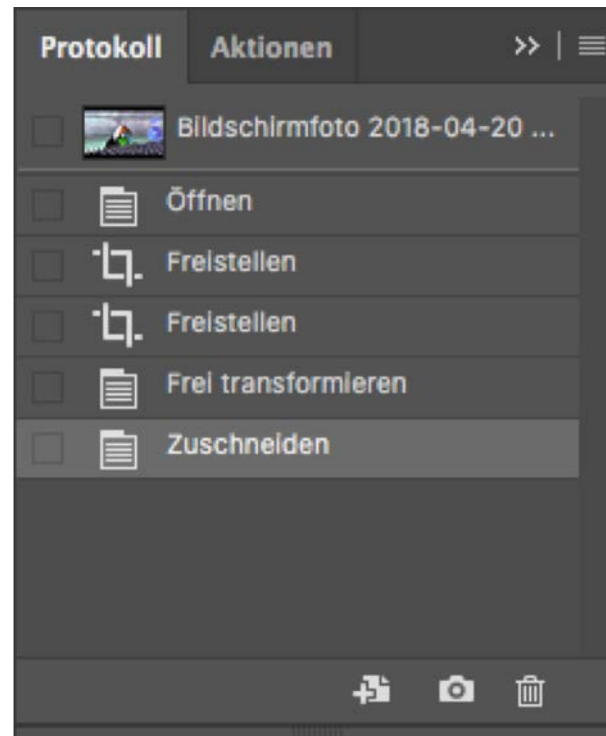 Protokoll Aktionen
Bildschirmfoto 2018-04-20 ...
Öffnen
Freistellen
Freistellen
Frei transformieren
Zuschneiden